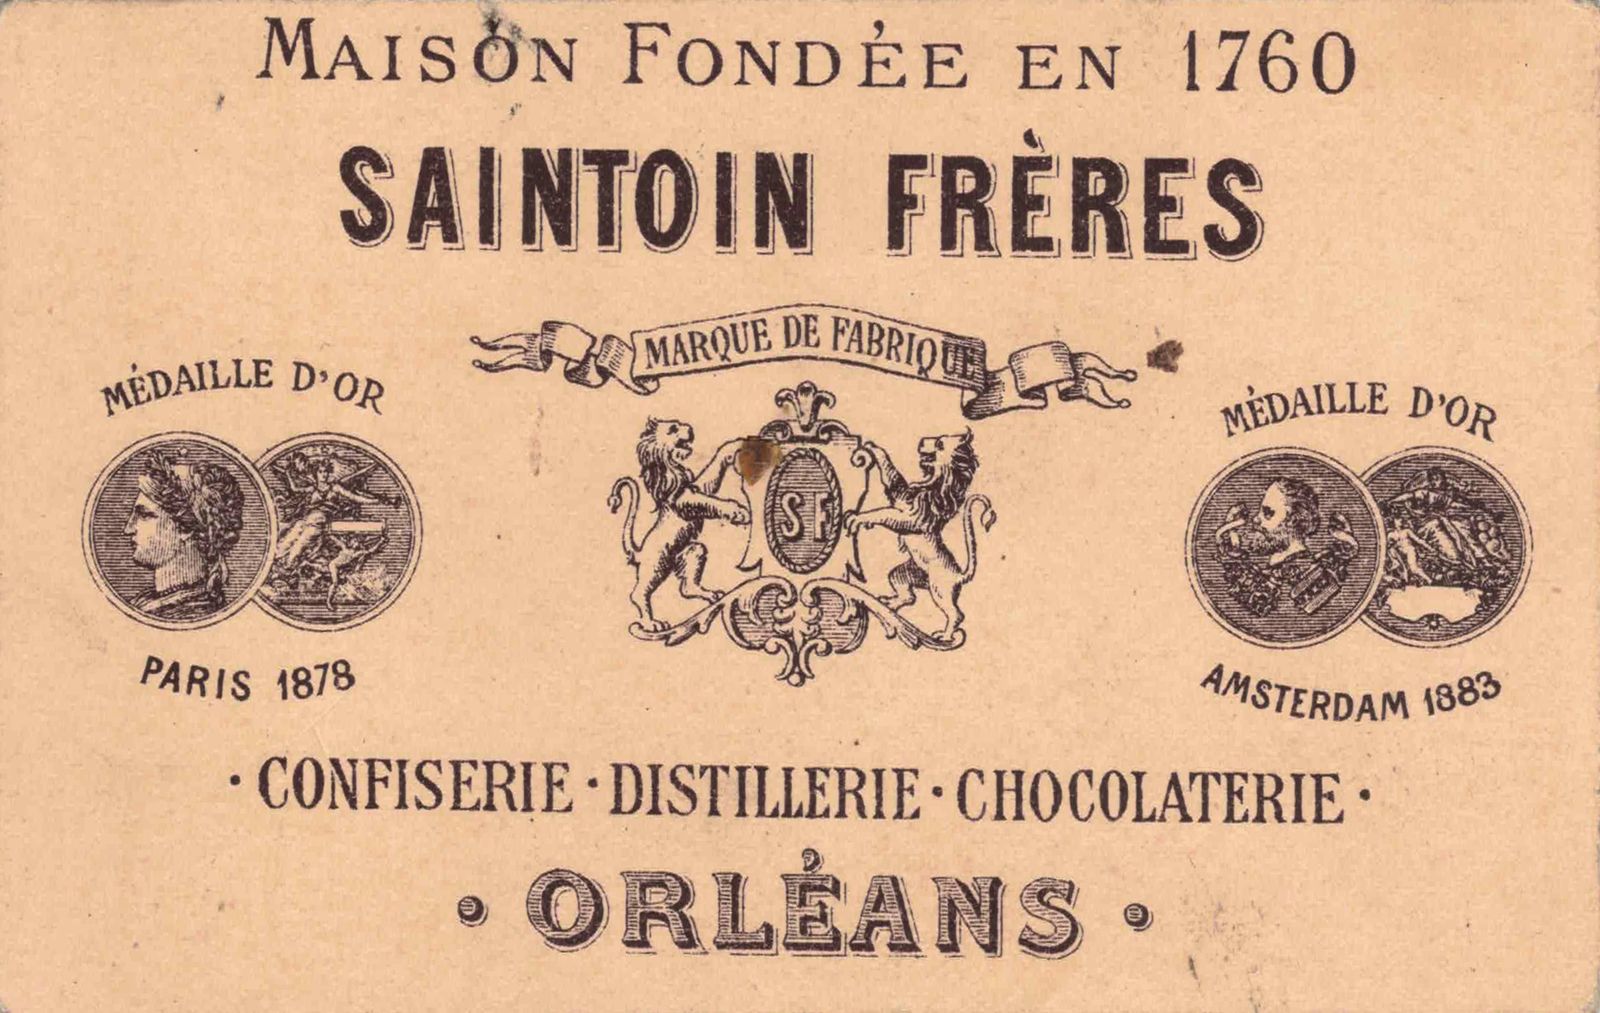 MAISON FONDÉE EN 1760
SAINTOIN FRÈRES
MARQUE DE FABRIQUE
MÉDAILLE D'OR
MÉDAILLE D'OR
SF
PARIS 1878
AMSTERDAM 1883
· CONFISERIE · DISTILLERIE · CHOCOLATERIE ·
· ORLÉANS ·